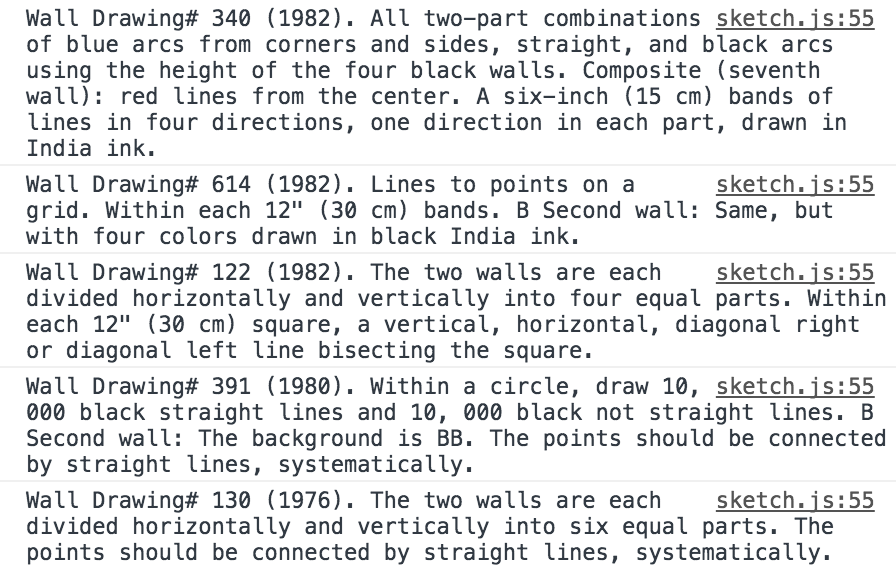 Wall Drawing# 340 (1982). All two-part combinations sketch.js:55
of blue arcs from corners and sides, straight, and black arcs
using the height of the four black walls. Composite (seventh
wall): red lines from the center. A six-inch (15 cm) bands of
lines in four directions, one direction in each part, drawn in
India ink.
Wall Drawing# 614 (1982). Lines to points on a sketch.js:55
grid. Within each 12" (30 cm) bands. B Second wall: Same, but
with four colors drawn in black India ink.
Wall Drawing# 122 (1982). The two walls are each sketch.js:55
divided horizontally and vertically into four equal parts. Within
each 12" (30 cm) square, a vertical, horizontal, diagonal right
or diagonal left line bisecting the square.
Wall Drawing# 391 (1980). Within a circle, draw 10, sketch.js:55
000 black straight lines and 10, 000 black not straight lines. B
Second wall: The background is BB. The points should be connected
by straight lines, systematically.
Wall Drawing# 130 (1976). The two walls are each sketch.js:55
divided horizontally and vertically into six equal parts. The
points should be connected by straight lines, systematically.